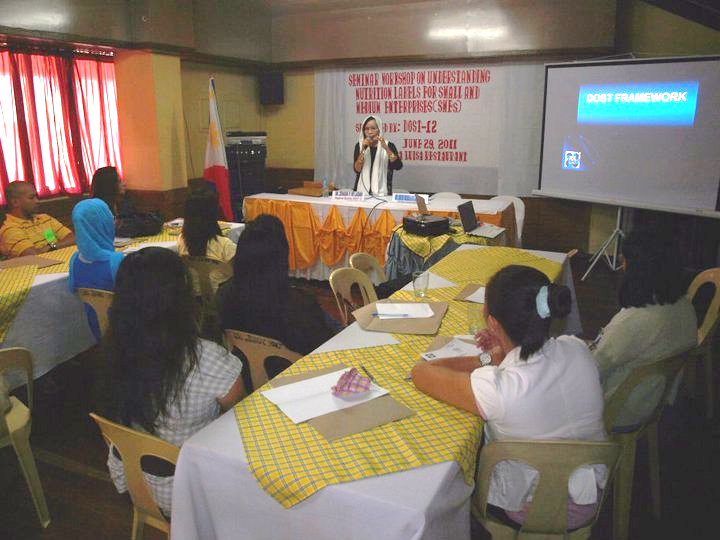 SEMINAR WORKSHOP ON UNDERSTANDING
NUTRITION LABELS FOR SMALL AND
MEDIUM ENTERPRISES (SMEs)
DOST-12
JUNE 29, 2011
RESTAURANT
DOST FRAMEWORK